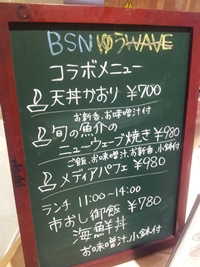 BSN ゆうWAVE
コラボメニュー
天丼かおり ¥700
お新香、お味噌汁付
旬の魚介の
ニューウェーブ焼き ¥980
ご飯、お味噌汁、お新香、小鉢付
メディアパフェ ¥980
ランチ 11:00〜14:00
市おし御飯 ¥780
海鮮丼
お味噌汁、小鉢付